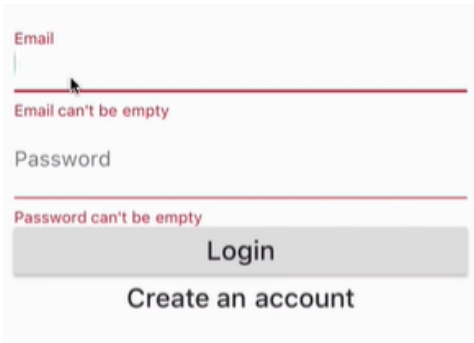 Email
Email can't be empty
Password
Password can't be empty
Login
Create an account